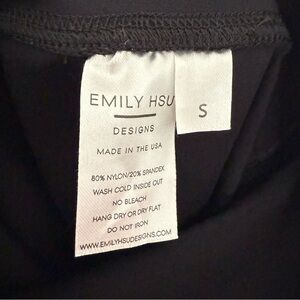 EMILY HSU
S
DESIGNS
MADE IN THE USA
80% NYLON/20% SPANDEX
WASH COLD INSIDE OUT
NO BLEACH
HANG DRY OR DRY FLAT
DO NOT IRON
WWW.EMILYHSUDESIGNS.COM